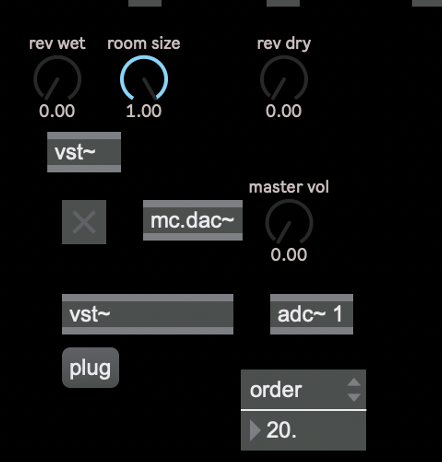 rev wet room size rev dry
0.00 1.00 0.00
vst~
master vol
mc.dac~
0.00
vst~ adc~ 1
plug
order
20.